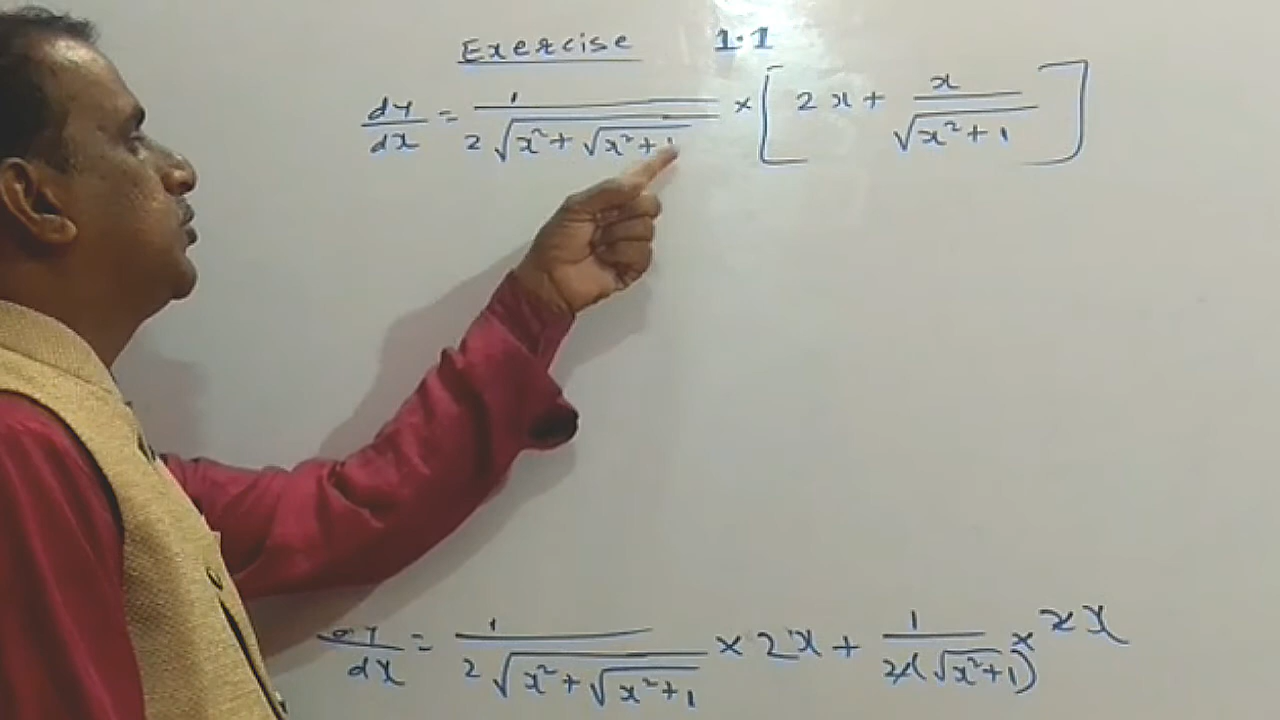 Exercise 1.1
dy/dx = 1/(2√(x²+√(x²+1))) × [2x + x/√(x²+1)]
dy/dx = 1/(2√(x²+√(x²+1))) × 2x + 1/(2(√(x²+1))) × 2x